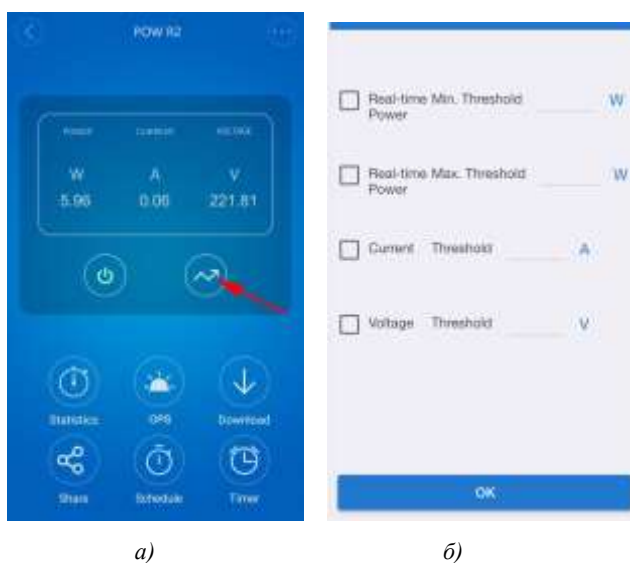 POW R2
POWER CURRENT VOLTAGE
W A V
5.96 0.06 221.81
Statistics OPS Download
Share Schedule Timer
Real-time Min. Threshold W
Power
Real-time Max. Threshold W
Power
Current Threshold A
Voltage Threshold V
OK
а) б)